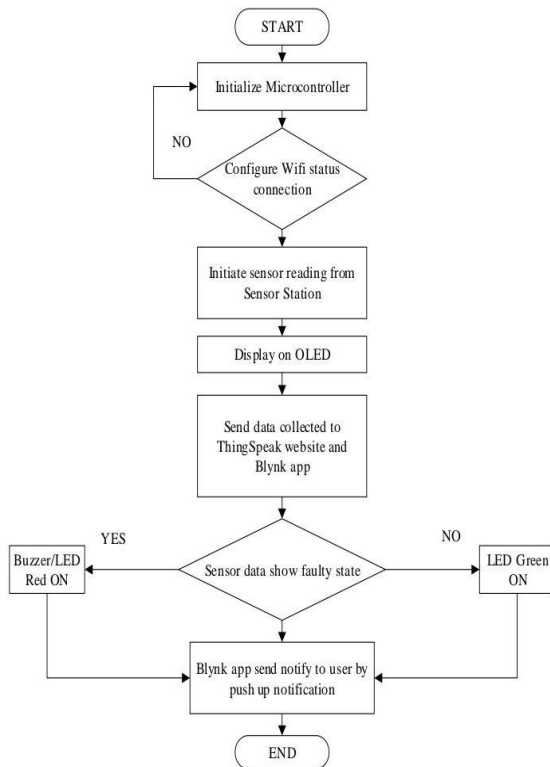 START
Initialize Microcontroller
NO
Configure Wifi status
connection
Initiate sensor reading from
Sensor Station
Display on OLED
Send data collected to
ThingSpeak website and
Blynk app
YES
NO
Buzzer/LED
Red ON
Sensor data show faulty state
LED Green
ON
Blynk app send notify to user by
push up notification
END